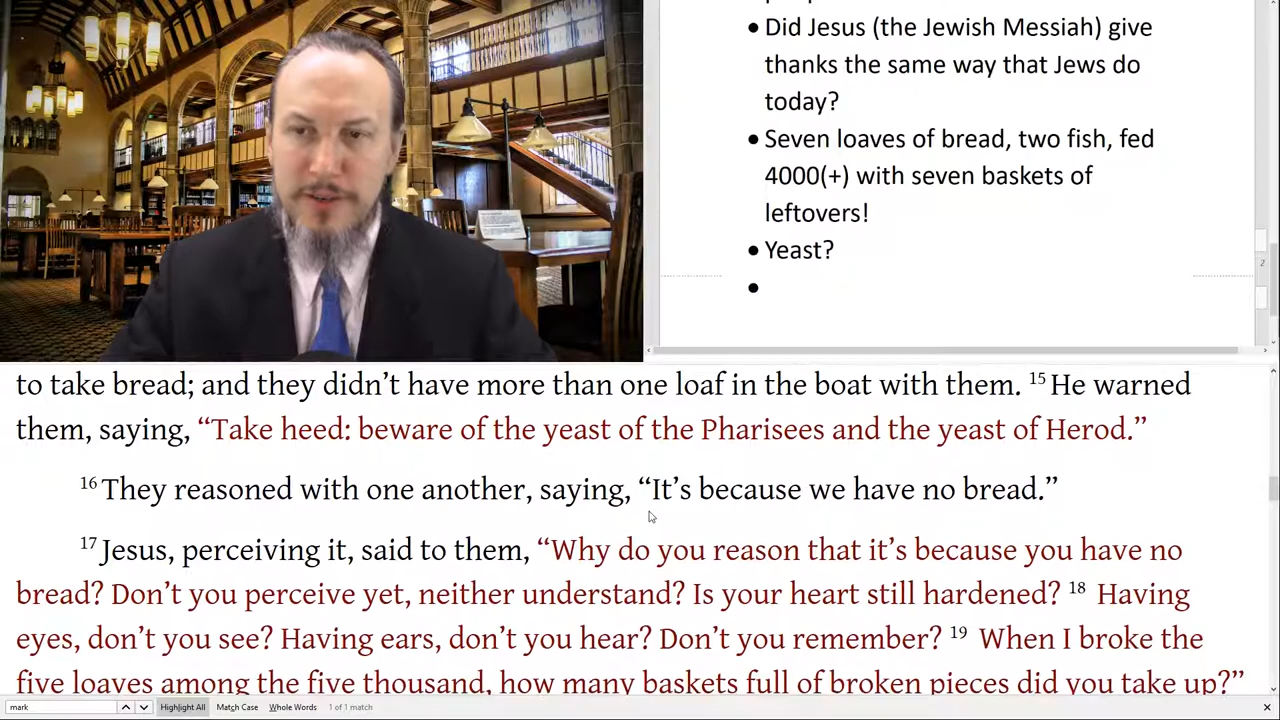 • Did Jesus (the Jewish Messiah) give
thanks the same way that Jews do
today?
• Seven loaves of bread, two fish, fed
4000(+) with seven baskets of
leftovers!
• Yeast?
•
2
to take bread; and they didn’t have more than one loaf in the boat with them. 15 He warned
them, saying, “Take heed: beware of the yeast of the Pharisees and the yeast of Herod.”
16 They reasoned with one another, saying, “It’s because we have no bread.”
17 Jesus, perceiving it, said to them, “Why do you reason that it’s because you have no
bread? Don’t you perceive yet, neither understand? Is your heart still hardened? 18 Having
eyes, don’t you see? Having ears, don’t you hear? Don’t you remember? 19 When I broke the
five loaves among the five thousand, how many baskets full of broken pieces did you take up?”
mark Highlight All Match Case Whole Words 1 of 1 match